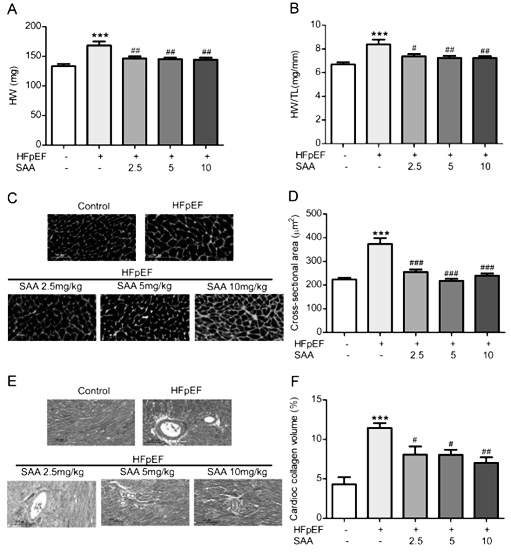 A
HW (mg)
200
150
100
50
0
***
##
##
##
HFpEF - + + + +
SAA - - 2.5 5 10
B
HW/TL(mg/mm)
10
8
6
4
2
0
***
#
##
##
HFpEF - + + + +
SAA - - 2.5 5 10
C
Control
HFpEF
HFpEF
SAA 2.5mg/kg
SAA 5mg/kg
SAA 10mg/kg
D
Cross-sectional area (μm²)
500
400
300
200
100
0
***
###
###
###
HFpEF - + + + +
SAA - - 2.5 5 10
E
Control
HFpEF
HFpEF
SAA 2.5mg/kg
SAA 5mg/kg
SAA 10mg/kg
F
Cardioc collagen volume (%)
15
10
5
0
***
#
#
##
HFpEF - + + + +
SAA - - 2.5 5 10